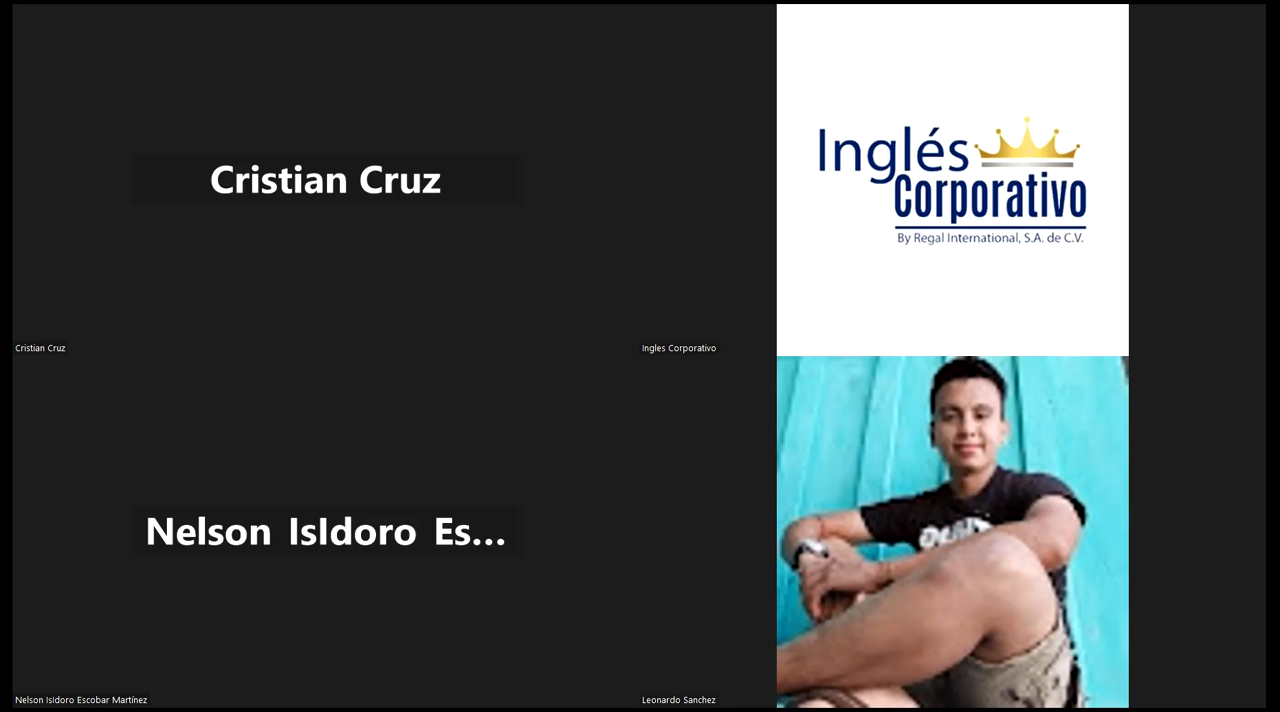 Cristian Cruz
Inglés
Corporativo
By Regal International, S.A. de C.V.
Cristian Cruz
Ingles Corporativo
Nelson IsIdoro Es...
Nelson IsIdoro Escobar Martínez
Leonardo Sanchez